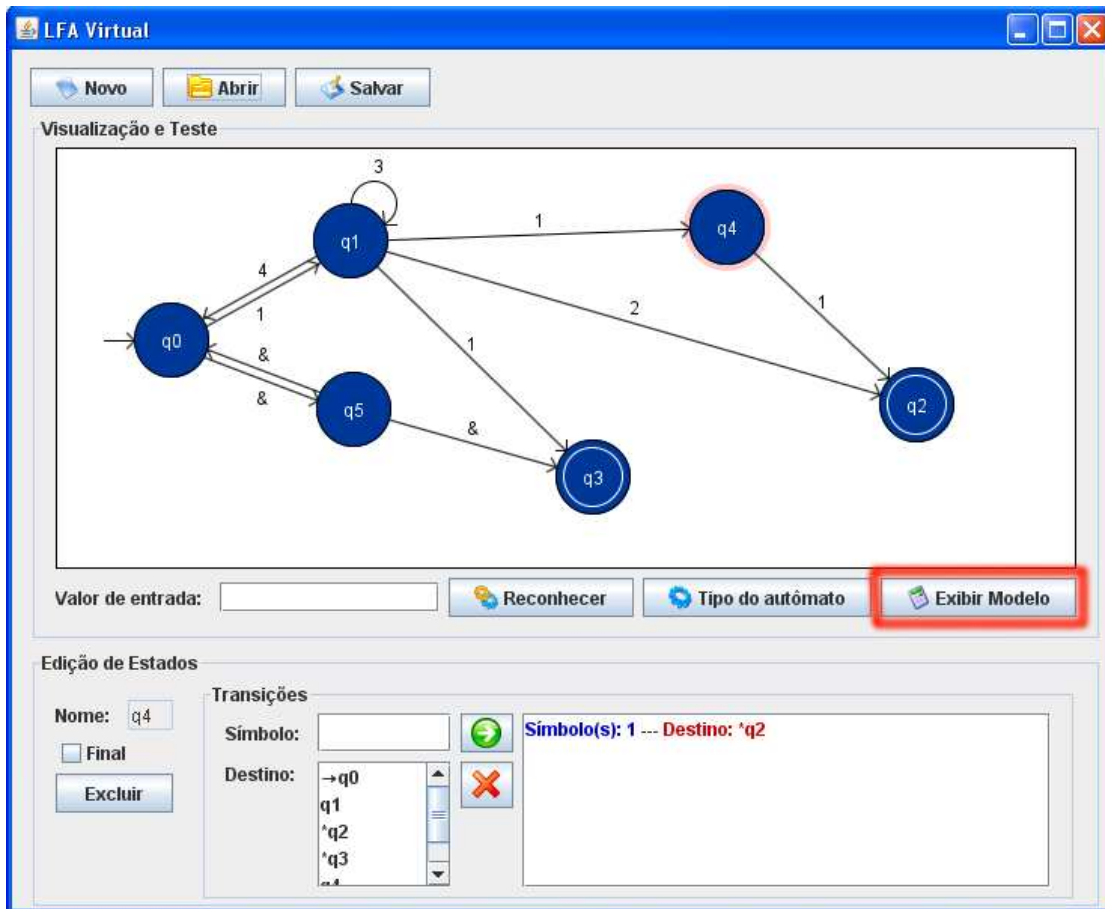 LFA Virtual
Novo Abrir Salvar
Visualização e Teste
3
q1
1
q4
4
1
2
1
q0
&
1
&
q5
q2
&
q3
Valor de entrada: Reconhecer Tipo do autômato Exibir Modelo
Edição de Estados
Transições
Nome: q4
Símbolo:
Símbolo(s): 1 --- Destino: *q2
Final
Destino:
→q0
Excluir
q1
*q2
*q3
q4